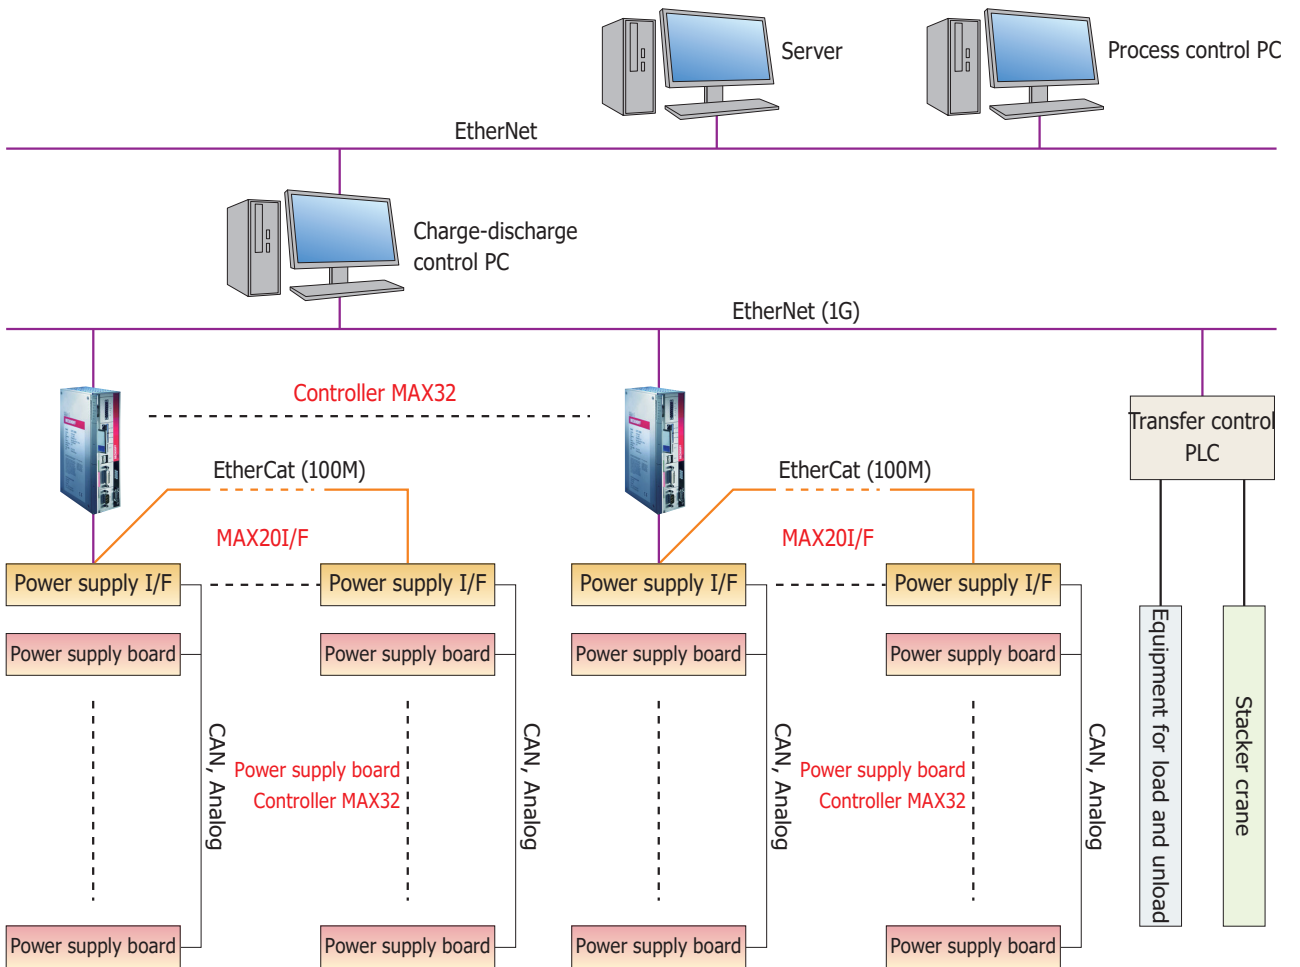 Server
Process control PC
EtherNet
Charge-discharge
control PC
EtherNet (1G)
Controller MAX32
Transfer control
PLC
EtherCat (100M)
EtherCat (100M)
MAX20I/F
MAX20I/F
Power supply I/F
Power supply I/F
Power supply I/F
Power supply I/F
Power supply board
Power supply board
Power supply board
Power supply board
CAN, Analog
CAN, Analog
CAN, Analog
CAN, Analog
Power supply board
Controller MAX32
Power supply board
Controller MAX32
Equipment for load and unload
Stacker crane
Power supply board
Power supply board
Power supply board
Power supply board